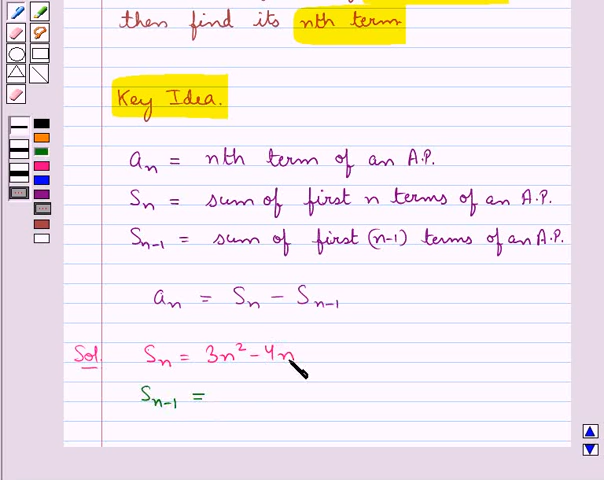 then find its nth term
Key Idea.
aₙ = nth term of an A.P.
Sₙ = sum of first n terms of an A.P.
Sₙ₋₁ = sum of first (n-1) terms of an A.P.
aₙ = Sₙ - Sₙ₋₁
Sol. Sₙ = 3n² - 4n
Sₙ₋₁ =